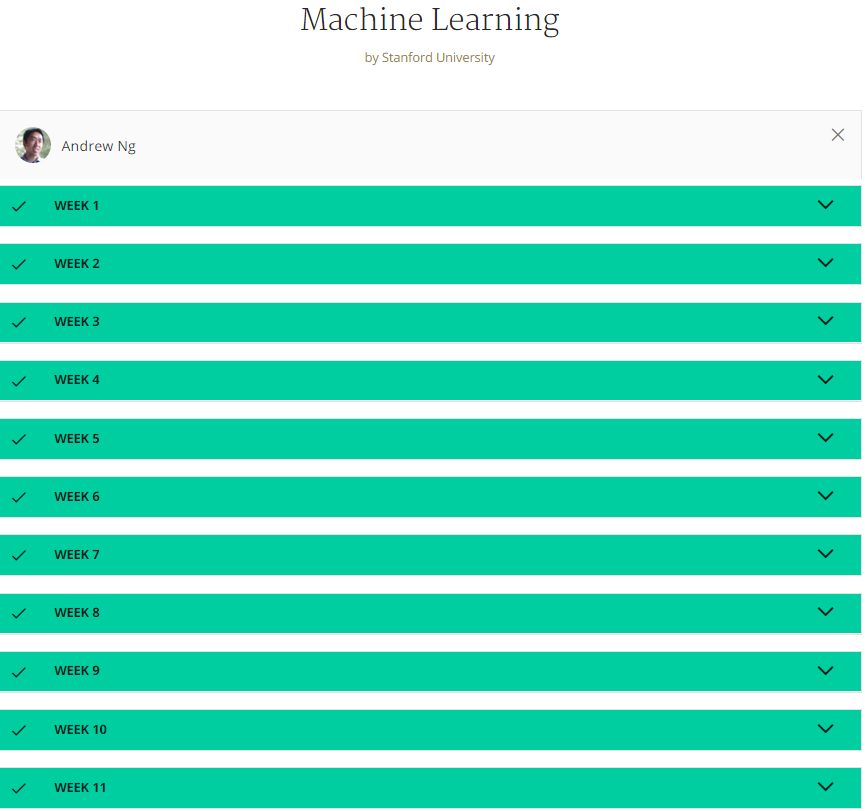 Machine Learning
by Stanford University
Andrew Ng
WEEK 1
WEEK 2
WEEK 3
WEEK 4
WEEK 5
WEEK 6
WEEK 7
WEEK 8
WEEK 9
WEEK 10
WEEK 11